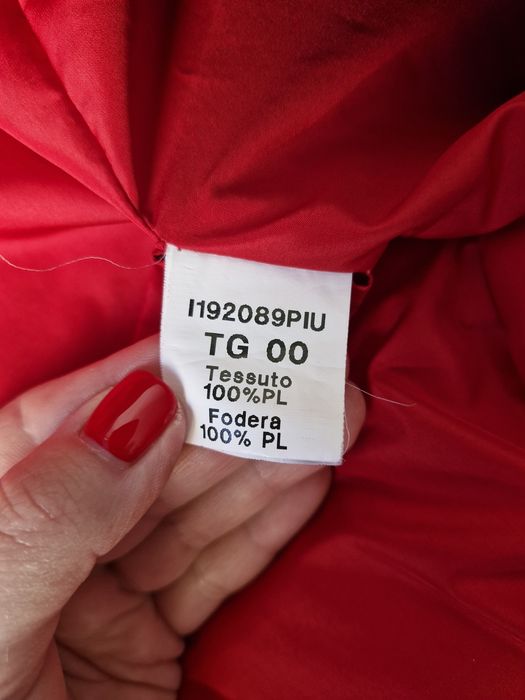 I192089PIU
TG 00
Tessuto
100%PL
Fodera
100% PL